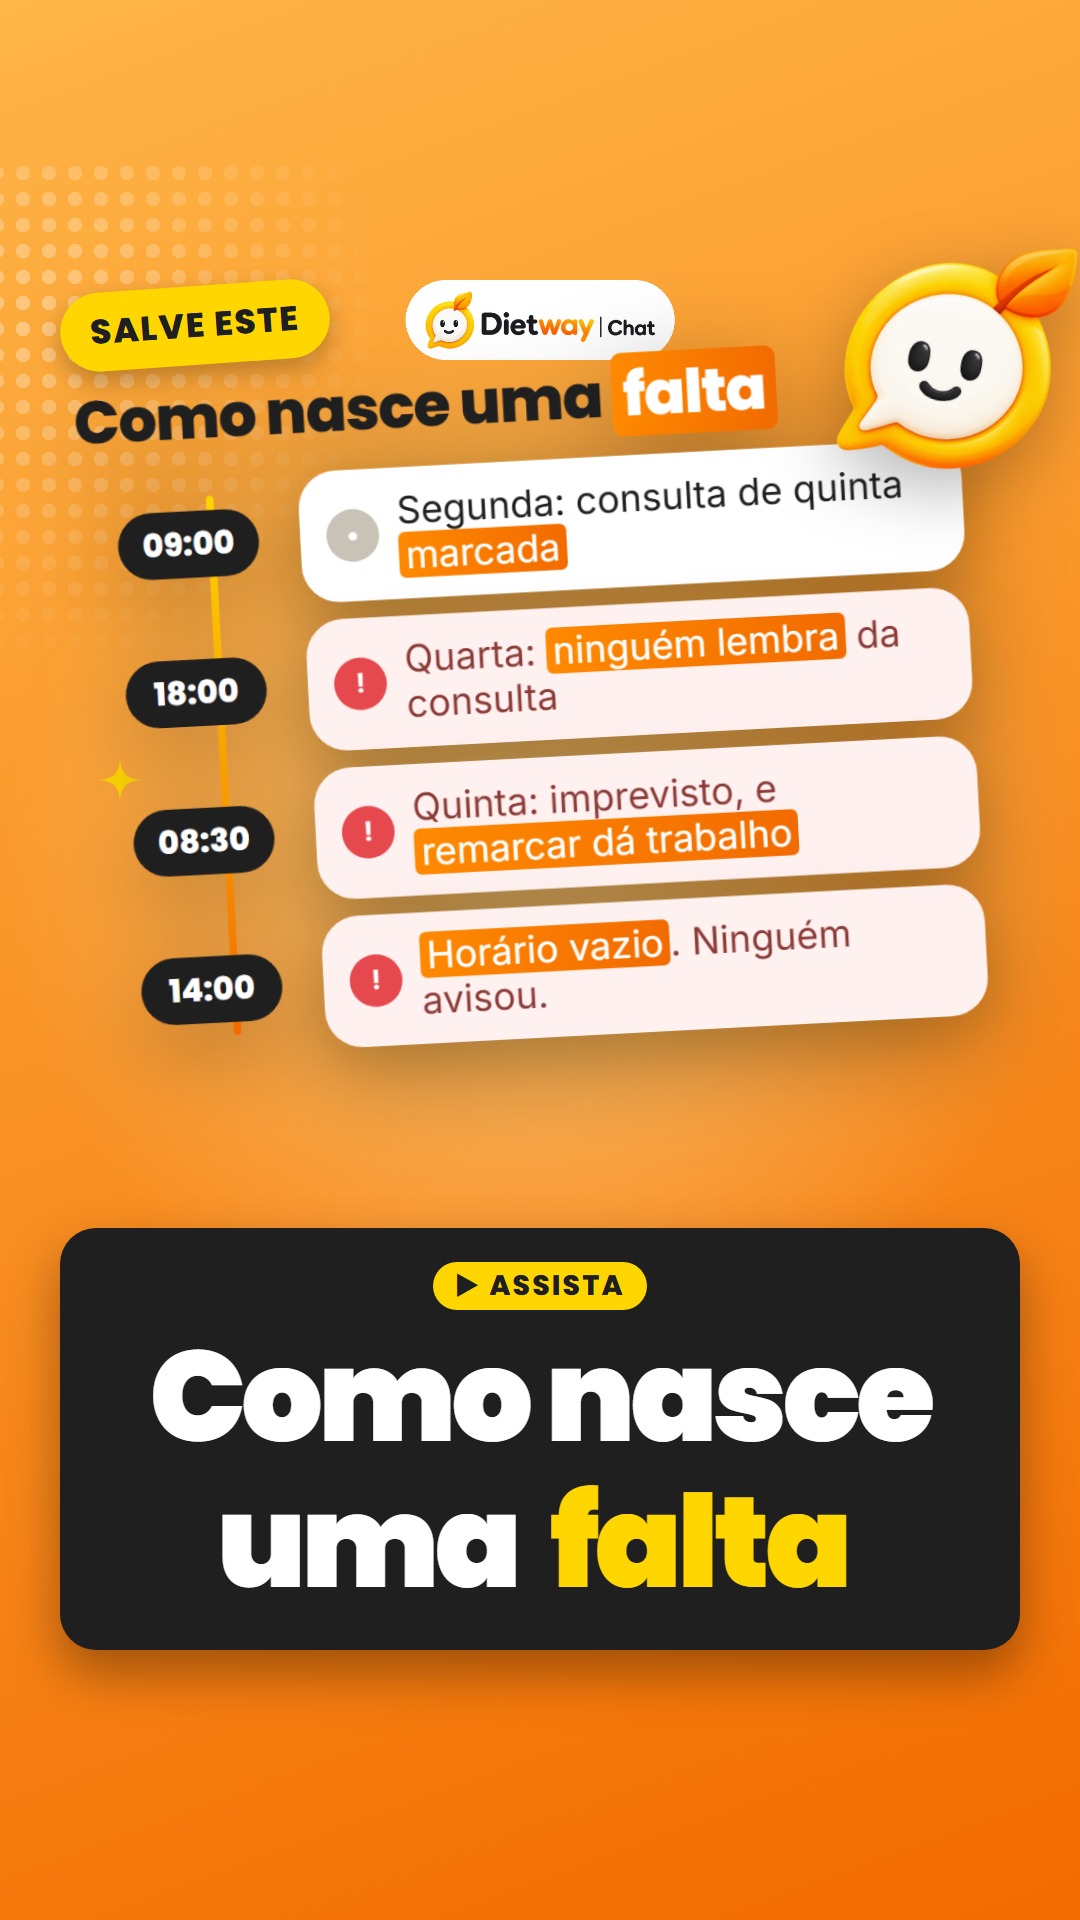 SALVE ESTE
Dietway | Chat
Como nasce uma falta
09:00
Segunda: consulta de quinta
marcada
18:00
!
Quarta: ninguém lembra da
consulta
08:30
!
Quinta: imprevisto, e
remarcar dá trabalho
14:00
!
Horário vazio. Ninguém
avisou.
▶ ASSISTA
Como nasce
uma falta